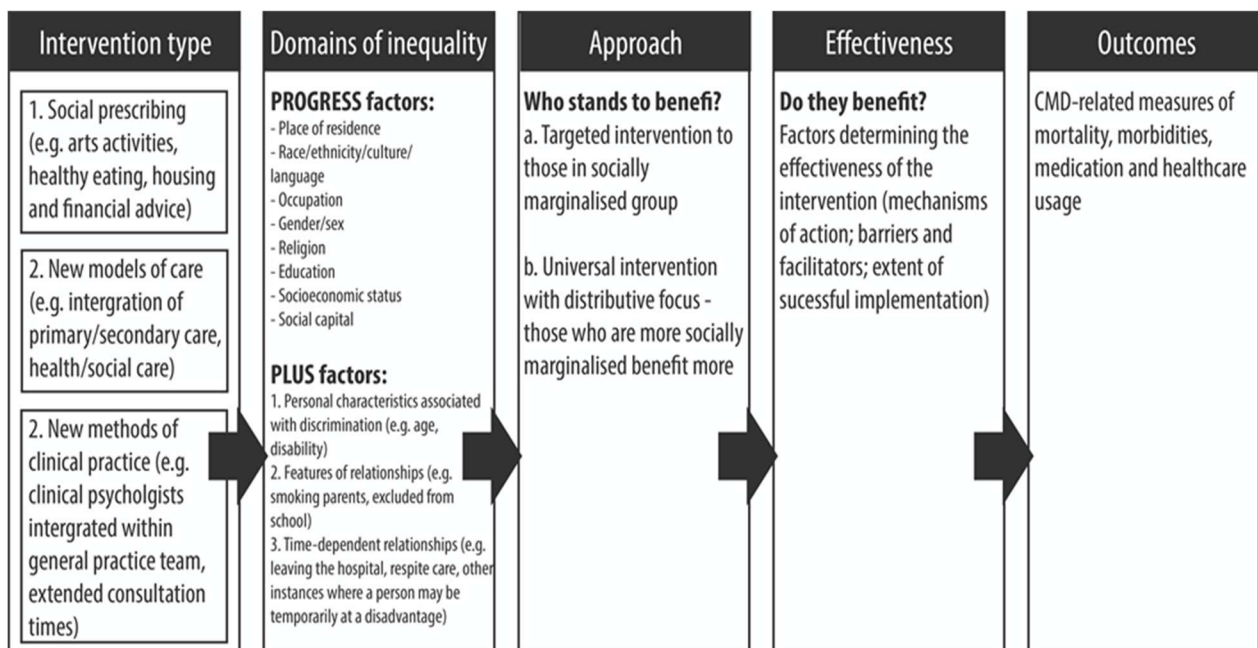 Intervention type
1. Social prescribing
(e.g. arts activities,
healthy eating, housing
and financial advice)
2. New models of care
(e.g. intergration of
primary/secondary care,
health/social care)
2. New methods of
clinical practice (e.g.
clinical psycholgists
intergrated within
general practice team,
extended consultation
times)
Domains of inequality
PROGRESS factors:
- Place of residence
- Race/ethnicity/culture/
language
- Occupation
- Gender/sex
- Religion
- Education
- Socioeconomic status
- Social capital
PLUS factors:
1. Personal characteristics associated
with discrimination (e.g. age,
disability)
2. Features of relationships (e.g.
smoking parents, excluded from
school)
3. Time-dependent relationships (e.g.
leaving the hospital, respite care, other
instances where a person may be
temporarily at a disadvantage)
Approach
Who stands to benefi?
a. Targeted intervention to
those in socially
marginalised group
b. Universal intervention
with distributive focus -
those who are more socially
marginalised benefit more
Effectiveness
Do they benefit?
Factors determining the
effectiveness of the
intervention (mechanisms
of action; barriers and
facilitators; extent of
sucessful implementation)
Outcomes
CMD-related measures of
mortality, morbidities,
medication and healthcare
usage